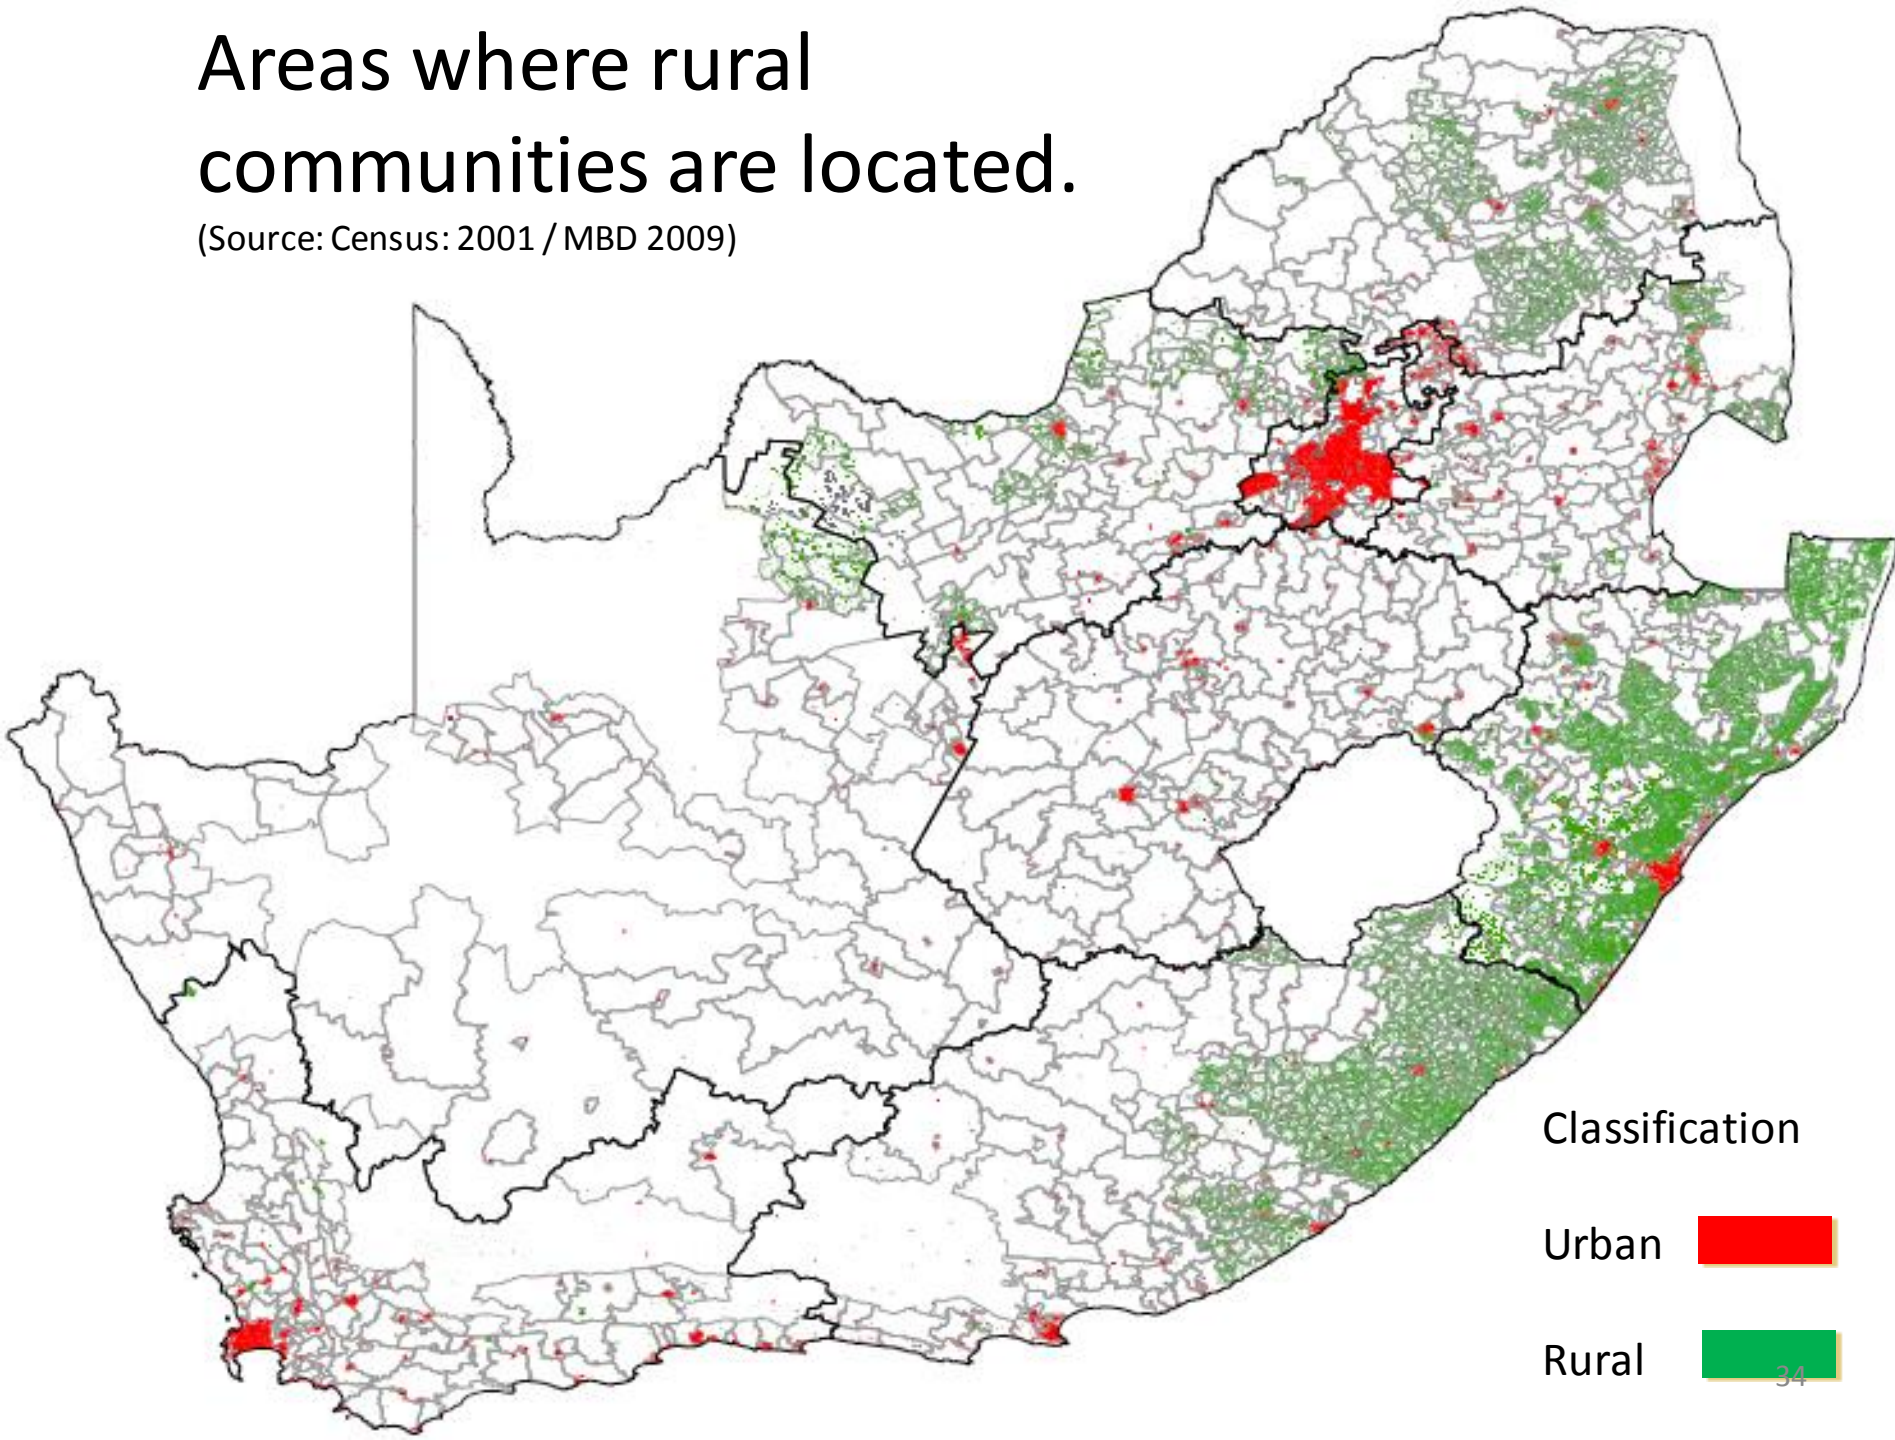 Areas where rural
communities are located.
(Source: Census: 2001 / MBD 2009)
Classification
Urban
Rural
34